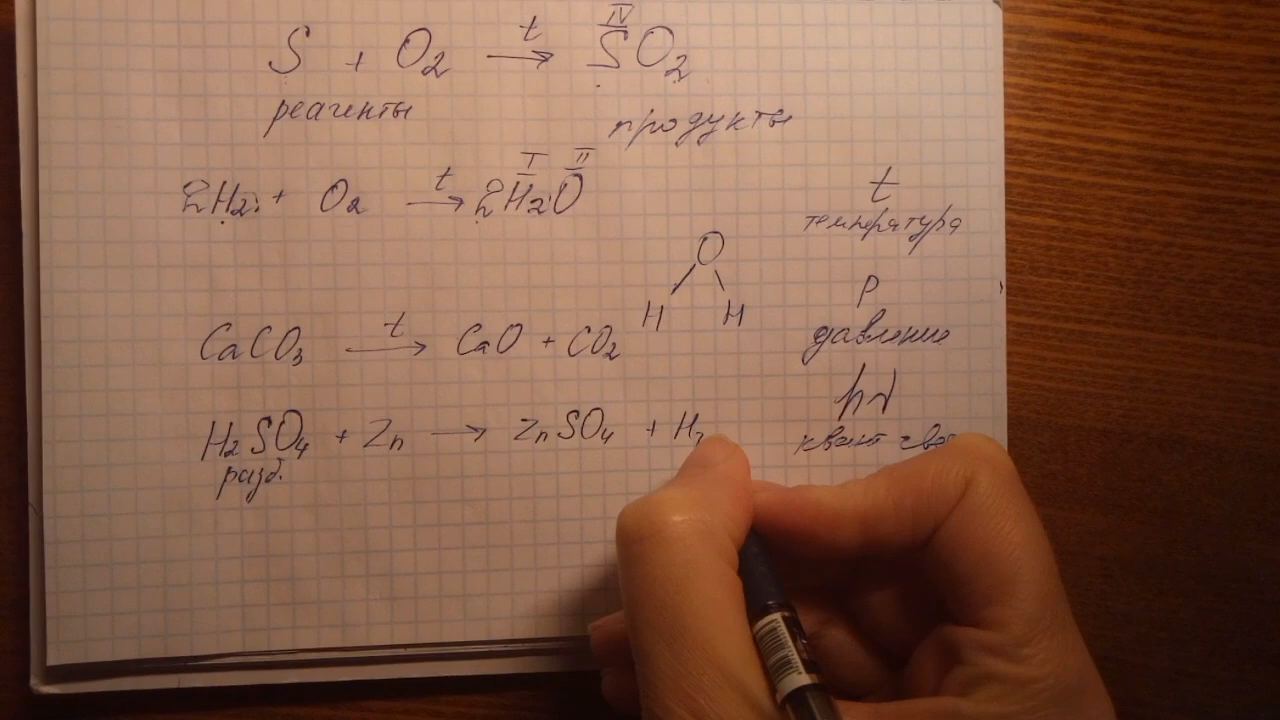 t IV
S + O2 → SO2
реагенты продукты
t I II
2H2 + O2 → 2H2O
t
температура
O
H H
P
давление
t
CaCO3 → CaO + CO2
hν
H2SO4 + Zn → ZnSO4 + H2
квант
разб.